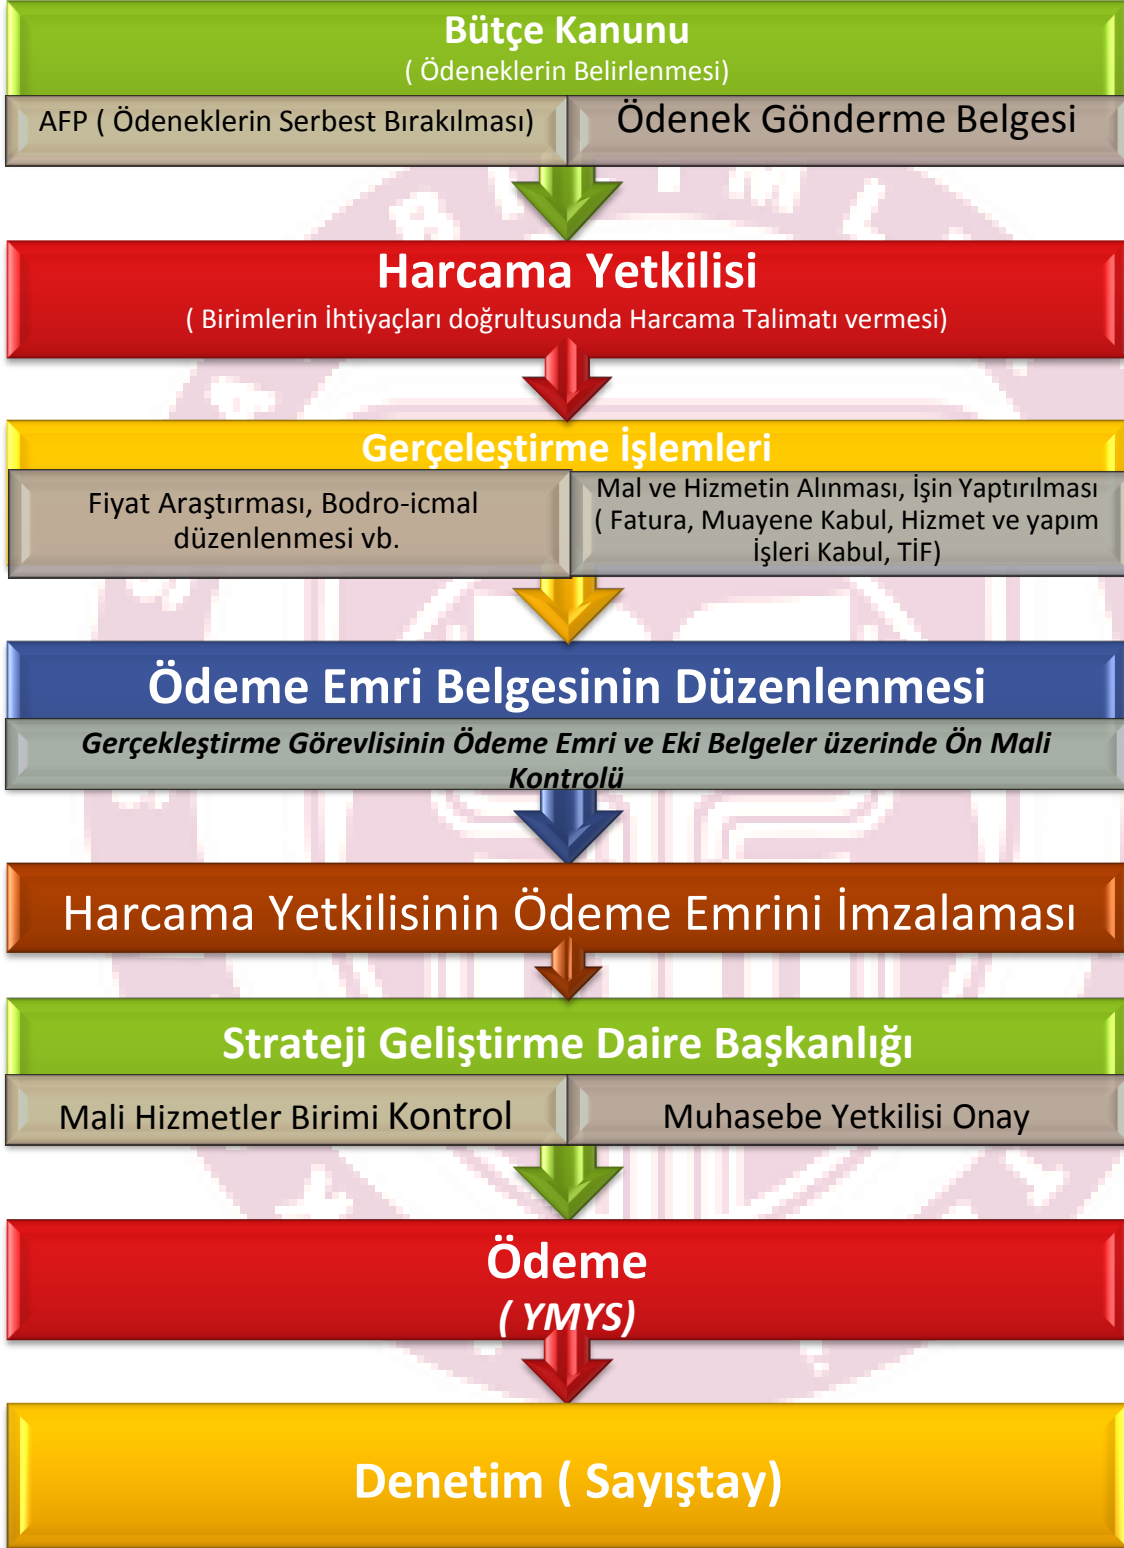 Bütçe Kanunu
( Ödeneklerin Belirlenmesi)
AFP ( Ödeneklerin Serbest Bırakılması)
Ödenek Gönderme Belgesi
Harcama Yetkilisi
( Birimlerin İhtiyaçları doğrultusunda Harcama Talimatı vermesi)
Gerçeleştirme İşlemleri
Fiyat Araştırması, Bodro-icmal
düzenlenmesi vb.
Mal ve Hizmetin Alınması, İşin Yaptırılması
( Fatura, Muayene Kabul, Hizmet ve yapım
İşleri Kabul, TİF)
Ödeme Emri Belgesinin Düzenlenmesi
Gerçekleştirme Görevlisinin Ödeme Emri ve Eki Belgeler üzerinde Ön Mali
Kontrolü
Harcama Yetkilisinin Ödeme Emrini İmzalaması
Strateji Geliştirme Daire Başkanlığı
Mali Hizmetler Birimi Kontrol
Muhasebe Yetkilisi Onay
Ödeme
( YMYS)
Denetim ( Sayıştay)